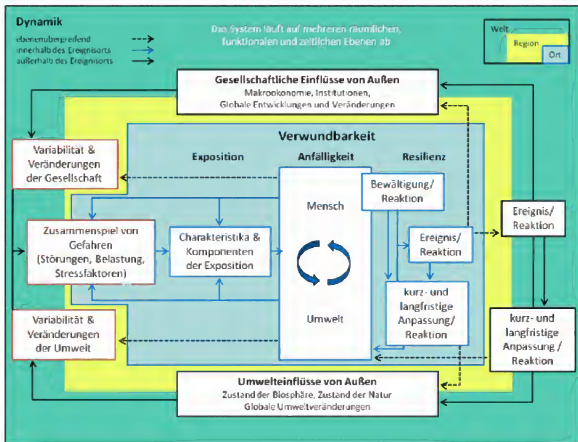 Dynamik
ebenenübergreifend
innerhalb des Ereignisorts
außerhalb des Ereignisorts
Das System läuft auf mehreren räumlichen,
funktionalen und zeitlichen Ebenen ab
Welt
Region
Ort
Gesellschaftliche Einflüsse von Außen
Makroökonomie, Institutionen,
Globale Entwicklungen und Veränderungen
Verwundbarkeit
Exposition
Anfälligkeit
Resilienz
Variabilität &
Veränderungen
der Gesellschaft
Zusammenspiel von
Gefahren
(Störungen, Belastung,
Stressfaktoren)
Variabilität &
Veränderungen
der Umwelt
Charakteristika &
Komponenten
der Exposition
Mensch
Umwelt
Bewältigung/
Reaktion
Ereignis/
Reaktion
kurz- und
langfristige
Anpassung/
Reaktion
Ereignis/
Reaktion
kurz- und
langfristige
Anpassung /
Reaktion
Umwelteinflüsse von Außen
Zustand der Biosphäre, Zustand der Natur
Globale Umweltveränderungen